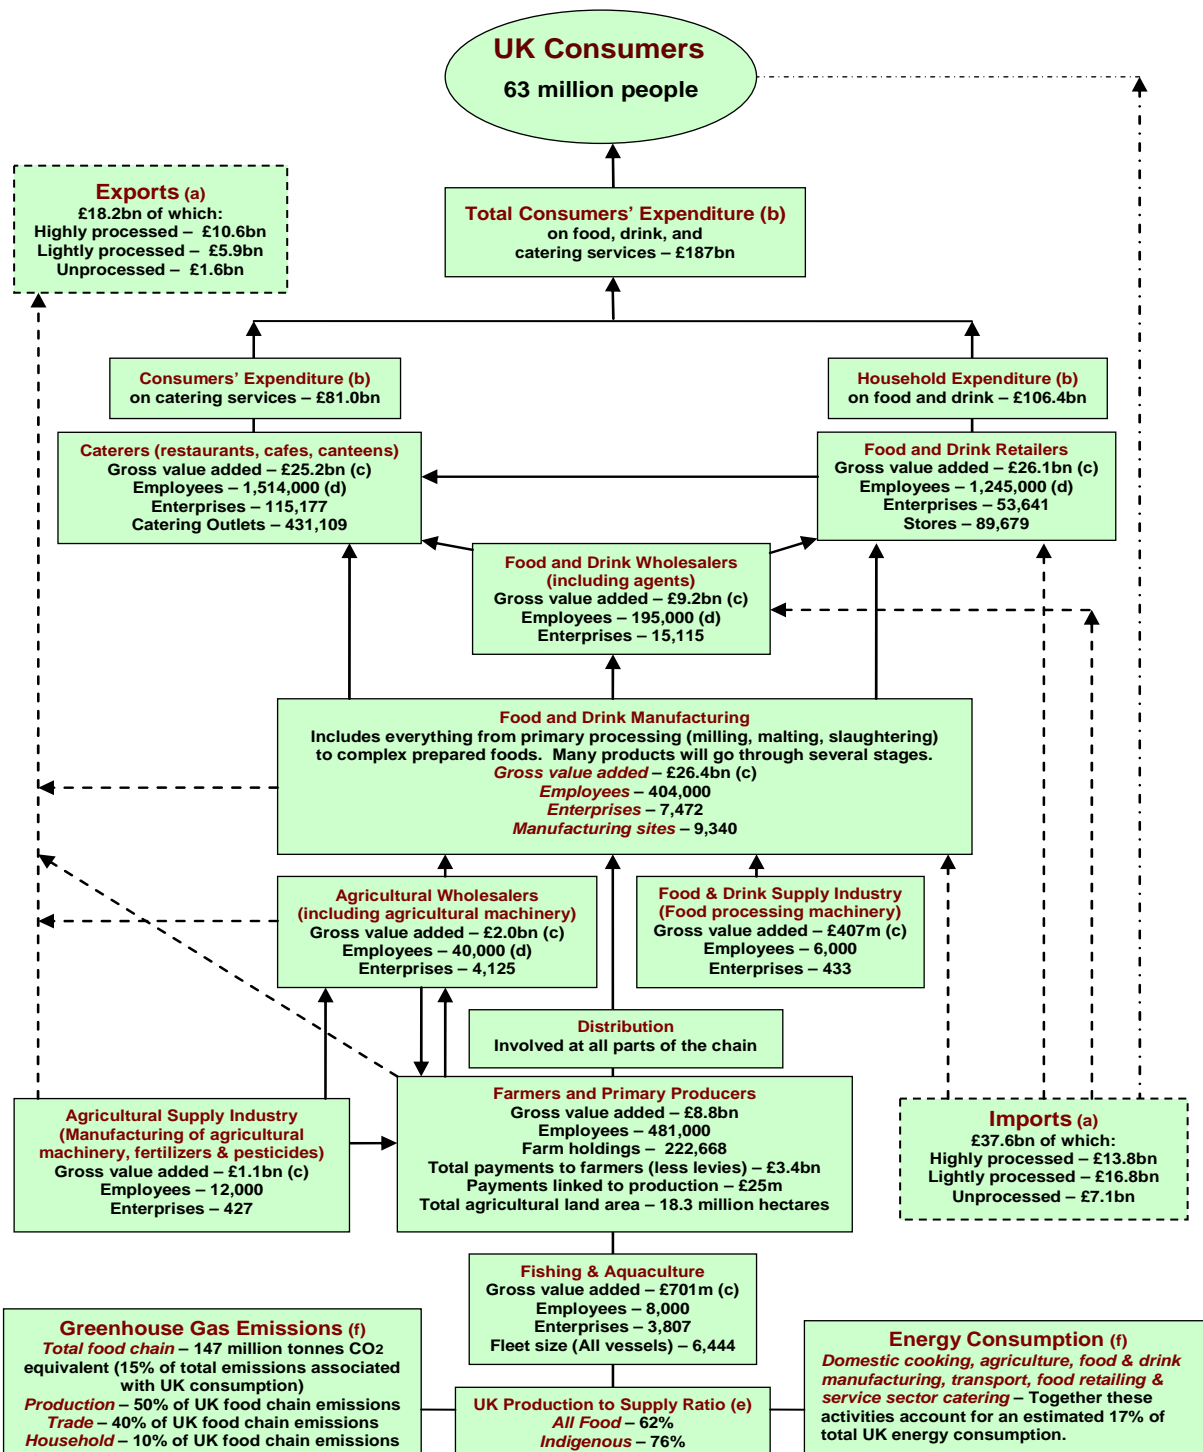 UK Consumers
63 million people
Exports (a)
£18.2bn of which:
Highly processed – £10.6bn
Lightly processed – £5.9bn
Unprocessed – £1.6bn
Total Consumers’ Expenditure (b)
on food, drink, and
catering services – £187bn
Consumers’ Expenditure (b)
on catering services – £81.0bn
Household Expenditure (b)
on food and drink – £106.4bn
Caterers (restaurants, cafes, canteens)
Gross value added – £25.2bn (c)
Employees – 1,514,000 (d)
Enterprises – 115,177
Catering Outlets – 431,109
Food and Drink Retailers
Gross value added – £26.1bn (c)
Employees – 1,245,000 (d)
Enterprises – 53,641
Stores – 89,679
Food and Drink Wholesalers
(including agents)
Gross value added – £9.2bn (c)
Employees – 195,000 (d)
Enterprises – 15,115
Food and Drink Manufacturing
Includes everything from primary processing (milling, malting, slaughtering)
to complex prepared foods. Many products will go through several stages.
Gross value added – £26.4bn (c)
Employees – 404,000
Enterprises – 7,472
Manufacturing sites – 9,340
Agricultural Wholesalers
(including agricultural machinery)
Gross value added – £2.0bn (c)
Employees – 40,000 (d)
Enterprises – 4,125
Food & Drink Supply Industry
(Food processing machinery)
Gross value added – £407m (c)
Employees – 6,000
Enterprises – 433
Distribution
Involved at all parts of the chain
Agricultural Supply Industry
(Manufacturing of agricultural
machinery, fertilizers & pesticides)
Gross value added – £1.1bn (c)
Employees – 12,000
Enterprises – 427
Farmers and Primary Producers
Gross value added – £8.8bn
Employees – 481,000
Farm holdings - 222,668
Total payments to farmers (less levies) – £3.4bn
Payments linked to production – £25m
Total agricultural land area – 18.3 million hectares
Imports (a)
£37.6bn of which:
Highly processed – £13.8bn
Lightly processed – £16.8bn
Unprocessed – £7.1bn
Fishing & Aquaculture
Gross value added – £701m (c)
Employees – 8,000
Enterprises – 3,807
Fleet size (All vessels) – 6,444
Greenhouse Gas Emissions (f)
Total food chain – 147 million tonnes CO2
equivalent (15% of total emissions associated
with UK consumption)
Production – 50% of UK food chain emissions
Trade – 40% of UK food chain emissions
Household – 10% of UK food chain emissions
UK Production to Supply Ratio (e)
All Food – 62%
Indigenous – 76%
Energy Consumption (f)
Domestic cooking, agriculture, food & drink
manufacturing, transport, food retailing &
service sector catering – Together these
activities account for an estimated 17% of
total UK energy consumption.